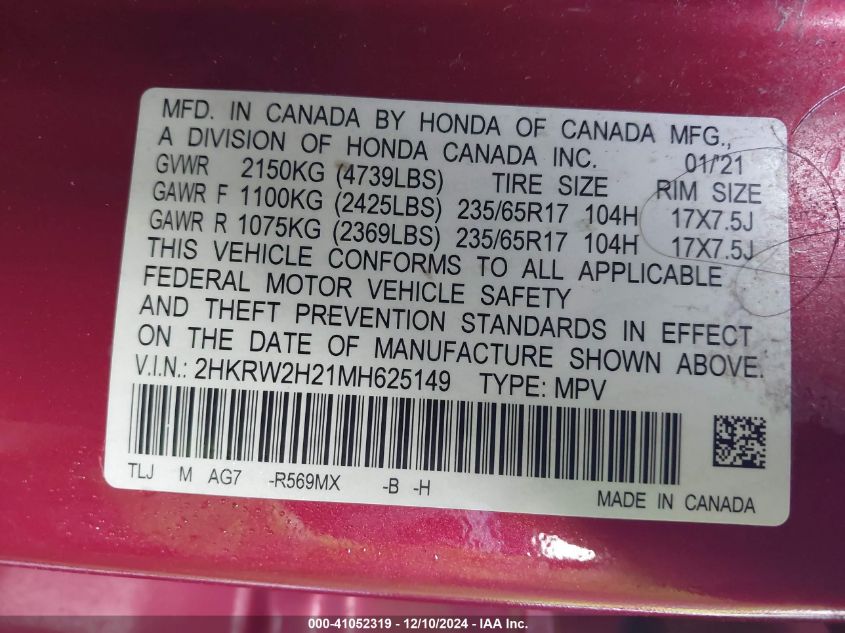 MFD. IN CANADA BY HONDA OF CANADA MFG.,
A DIVISION OF HONDA CANADA INC. 01/'21
GVWR 2150KG (4739LBS) TIRE SIZE RIM SIZE
GAWR F 1100KG (2425LBS) 235/65R17 104H 17X7.5J
GAWR R 1075KG (2369LBS) 235/65R17 104H 17X7.5J
THIS VEHICLE CONFORMS TO ALL APPLICABLE
FEDERAL MOTOR VEHICLE SAFETY
AND THEFT PREVENTION STANDARDS IN EFFECT
ON THE DATE OF MANUFACTURE SHOWN ABOVE.
V.I.N.: 2HKRW2H21MH625149 TYPE: MPV
TLJ M AG7 -R569MX -B -H
MADE IN CANADA
000-41052319 - 12/10/2024 - IAA Inc.